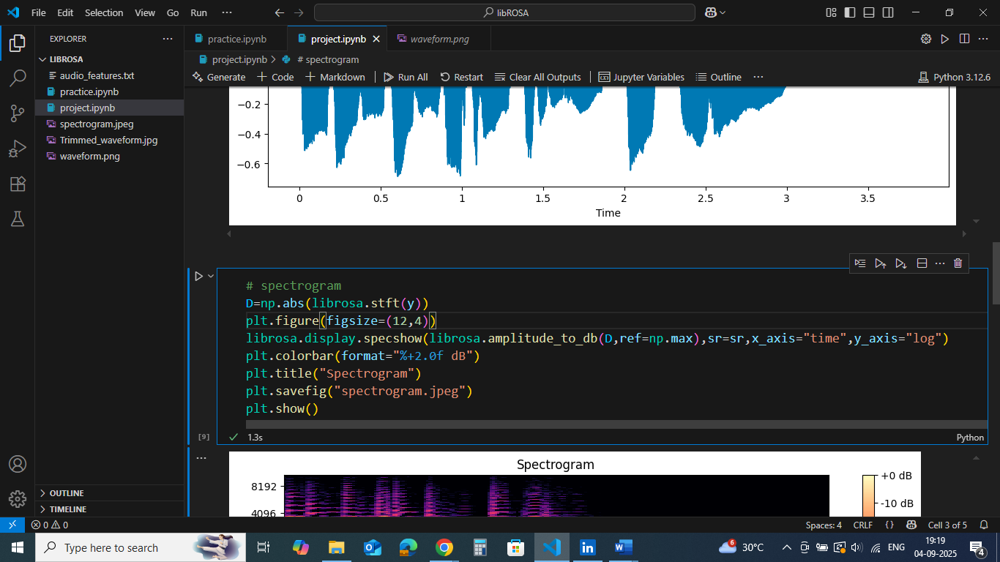 File Edit Selection View Go Run ··· libROSA
EXPLORER ···
LIBROSA
audio_features.txt
practice.ipynb
project.ipynb
spectrogram.jpeg
Trimmed_waveform.jpg
waveform.png
OUTLINE
TIMELINE
practice.ipynb project.ipynb waveform.png
project.ipynb > # spectrogram
Generate + Code + Markdown Run All Restart Clear All Outputs Jupyter Variables Outline ··· Python 3.12.6
−0.2
−0.4
−0.6
0 0.5 1 1.5 2 2.5 3 3.5
Time
# spectrogram
D=np.abs(librosa.stft(y))
plt.figure(figsize=(12,4))
librosa.display.specshow(librosa.amplitude_to_db(D,ref=np.max),sr=sr,x_axis="time",y_axis="log")
plt.colorbar(format="%+2.0f dB")
plt.title("Spectrogram")
plt.savefig("spectrogram.jpeg")
plt.show()
[9] 1.3s Python
Spectrogram
8192
4096
+0 dB
-10 dB
0 0 Spaces: 4 CRLF {} Cell 3 of 5
Type here to search 6 30°C ENG 19:19
04-09-2025 4